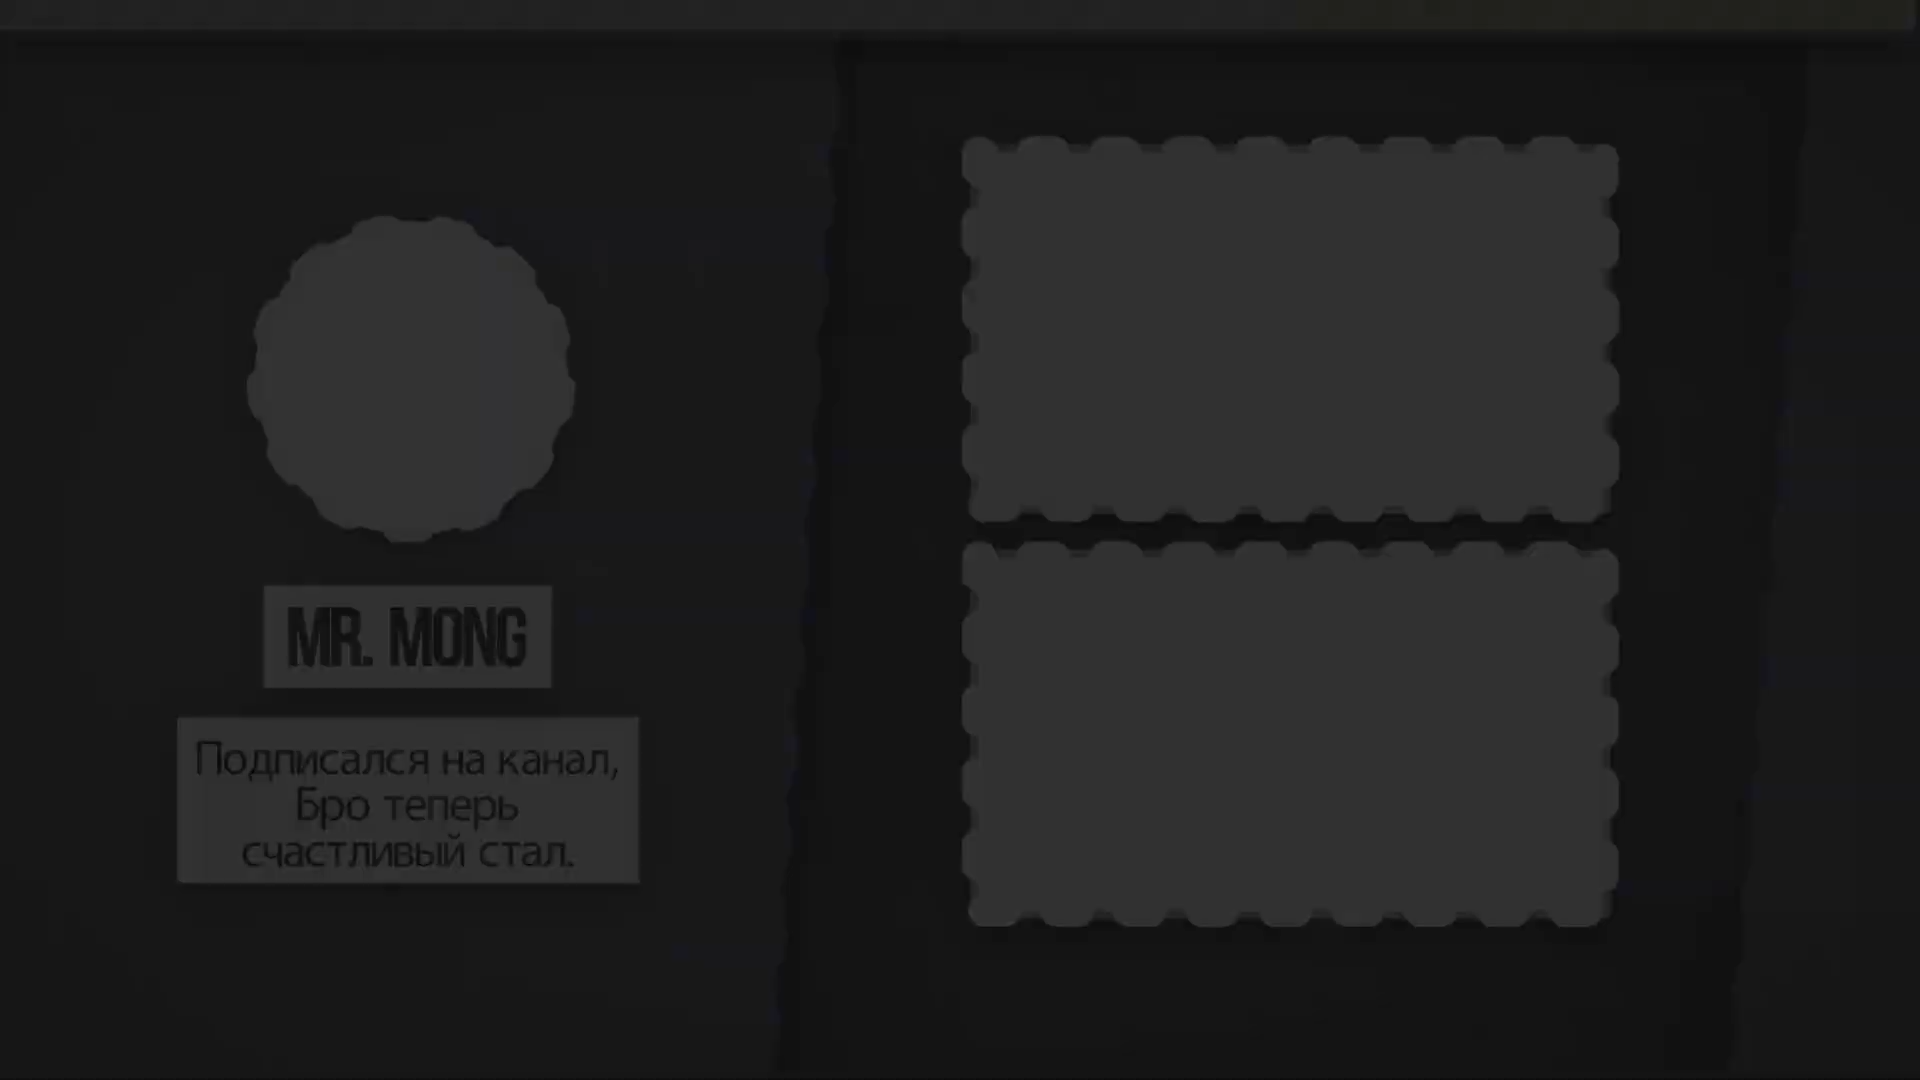 MR. MONG
Подписался на канал,
Бро теперь
счастливый стал.